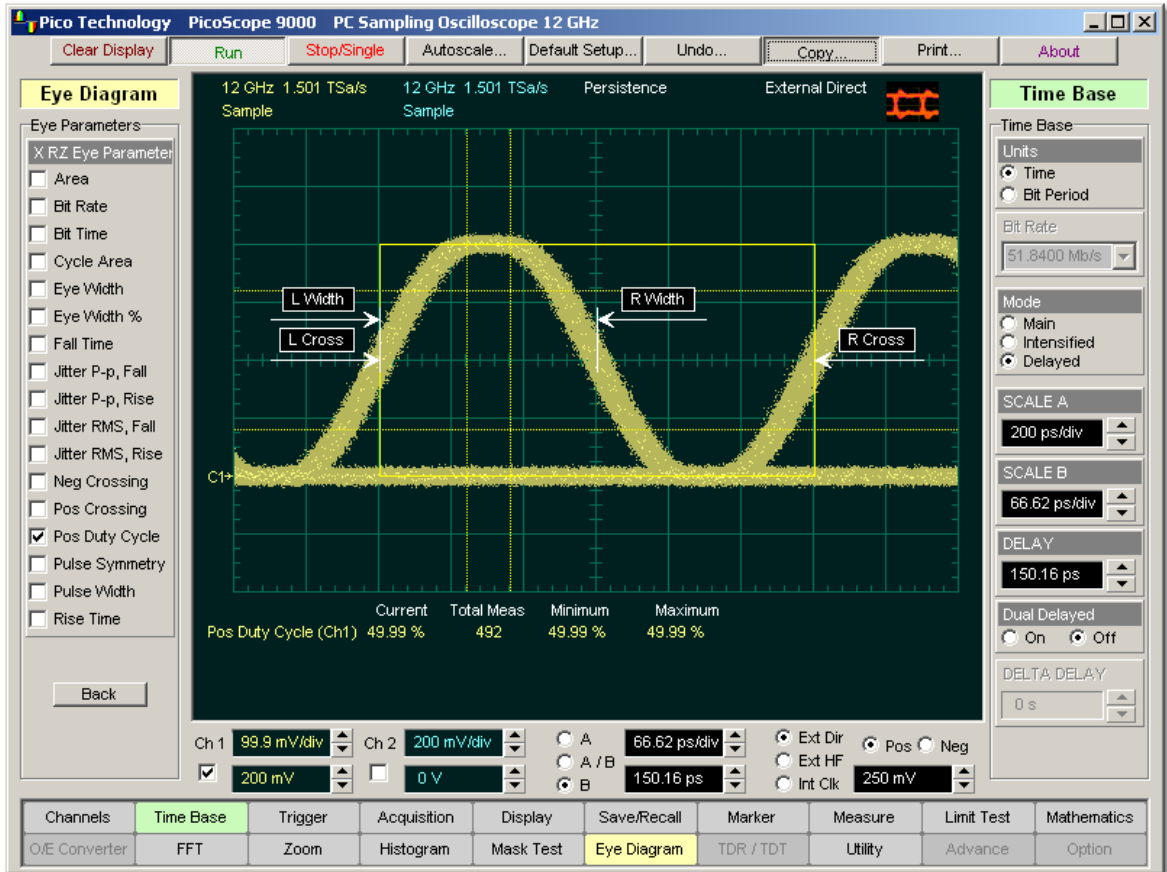 Pico Technology PicoScope 9000 PC Sampling Oscilloscope 12 GHz
Clear Display Run Stop/Single Autoscale... Default Setup... Undo... Copy... Print... About
Eye Diagram
Eye Parameters
X RZ Eye Parameter
Area
Bit Rate
Bit Time
Cycle Area
Eye Width
Eye Width %
Fall Time
Jitter P-p, Fall
Jitter P-p, Rise
Jitter RMS, Fall
Jitter RMS, Rise
Neg Crossing
Pos Crossing
Pos Duty Cycle
Pulse Symmetry
Pulse Width
Rise Time
Back
12 GHz 1.501 TSa/s 12 GHz 1.501 TSa/s Persistence External Direct
Sample Sample
L Width R Width
L Cross R Cross
C1
Current Total Meas Minimum Maximum
Pos Duty Cycle (Ch1) 49.99 % 492 49.99 % 49.99 %
Time Base
Time Base
Units
Time
Bit Period
Bit Rate
51.8400 Mb/s
Mode
Main
Intensified
Delayed
SCALE A
200 ps/div
SCALE B
66.62 ps/div
DELAY
150.16 ps
Dual Delayed
On Off
DELTA DELAY
0 s
Ch 1 99.9 mV/div Ch 2 200 mV/div A 66.62 ps/div Ext Dir Pos Neg
A / B Ext HF
200 mV 0 V B 150.16 ps Int Clk 250 mV
Channels Time Base Trigger Acquisition Display Save/Recall Marker Measure Limit Test Mathematics
O/E Converter FFT Zoom Histogram Mask Test Eye Diagram TDR / TDT Utility Advance Option